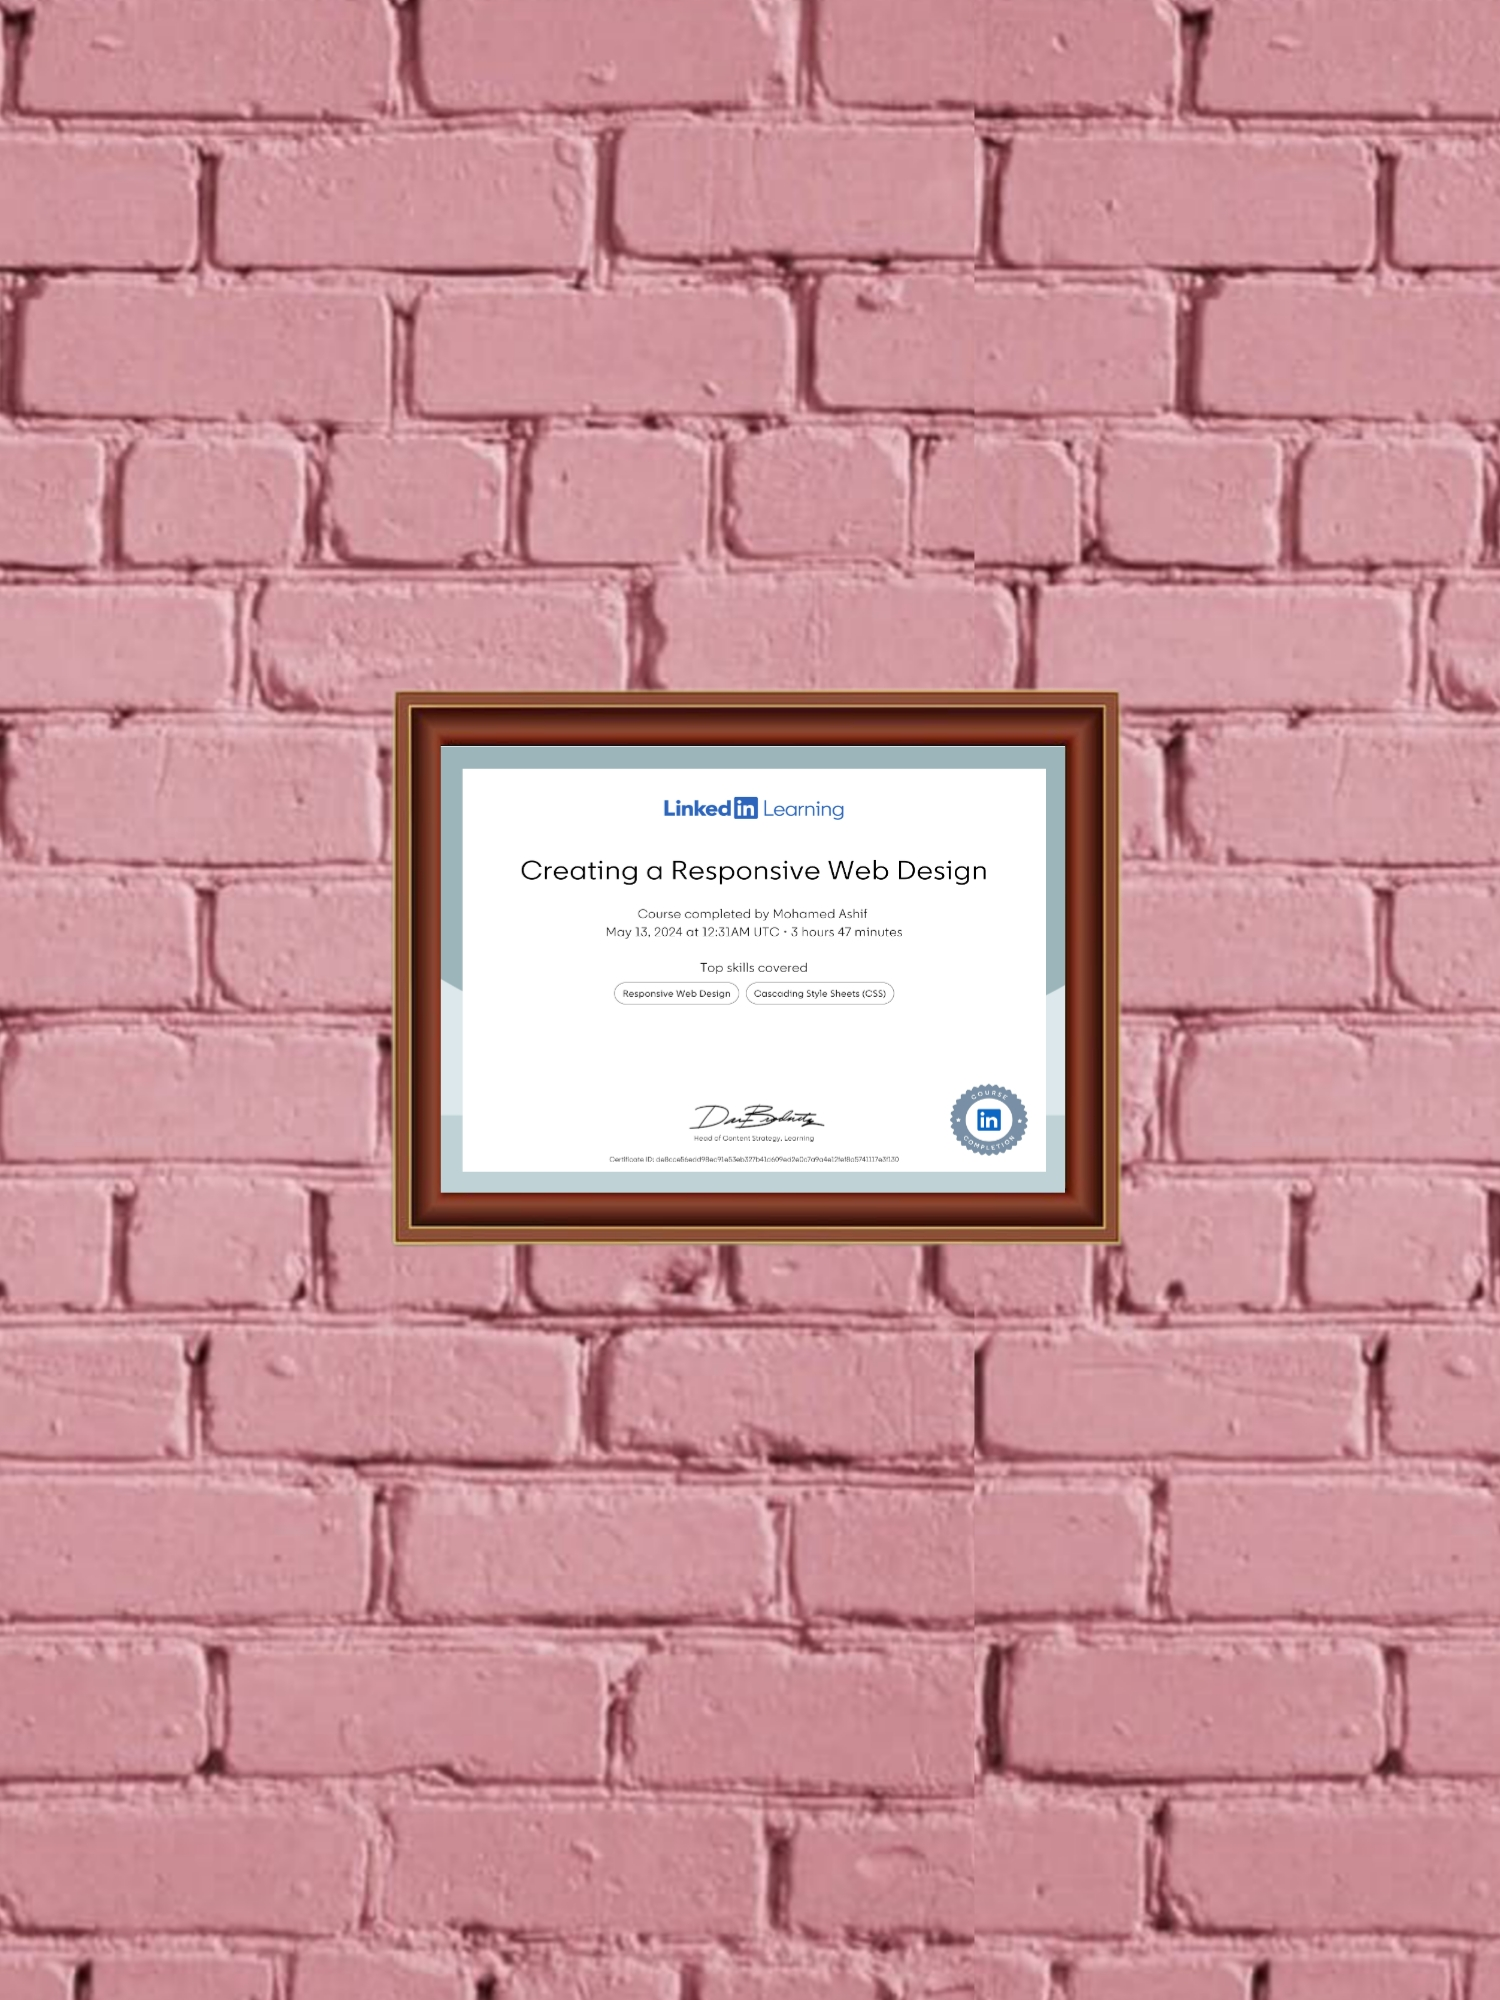 Linked in Learning
Creating a Responsive Web Design
Course completed by Mohamed Ashif
May 13, 2024 at 12:31AM UTC • 3 hours 47 minutes
Top skills covered
Responsive Web Design
Cascading Style Sheets (CSS)
Head of Content Strategy, Learning
COURSE
in
COMPLETION
Certificate ID: